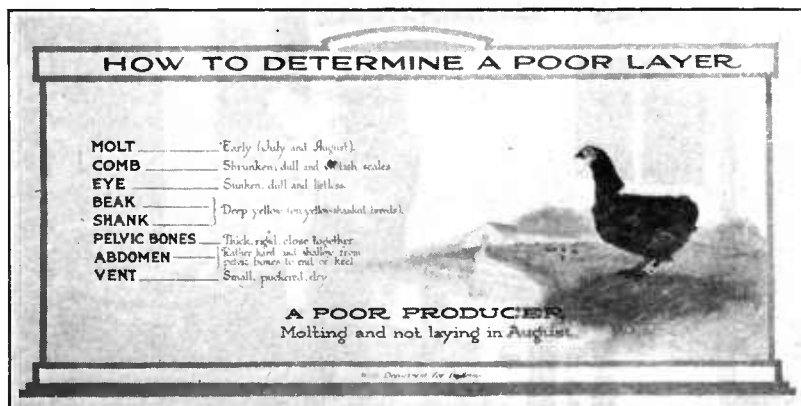 HOW TO DETERMINE A POOR LAYER
MOLT Early (July and August).
COMB Shrunken, dull and scales
EYE Sunken, dull and listless.
BEAK
SHANK Deep yellow (on yellow-shanked breeds).
PELVIC BONES Thick, rigid, close together
ABDOMEN Rather hard and shallow from
pelvic bones to end of keel
VENT Small, puckered, dry
A POOR PRODUCER
Molting and not laying in August.
Department for